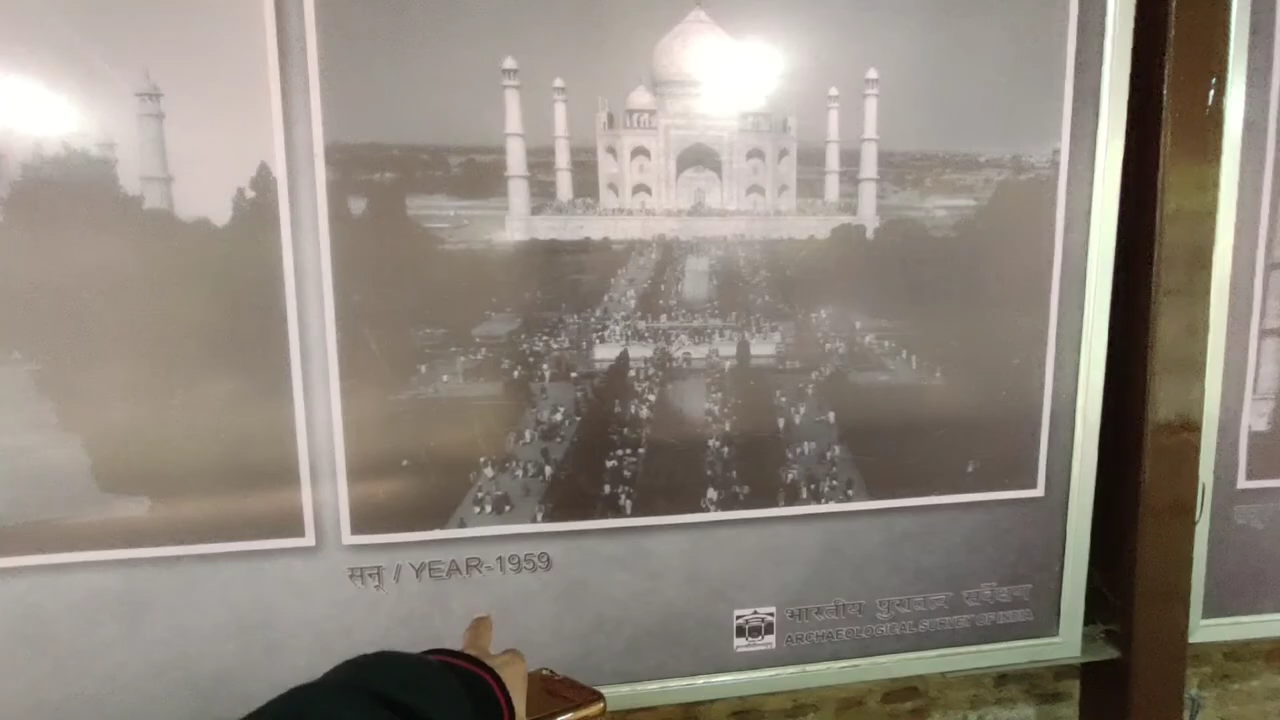 सन् / YEAR-1959
भारतीय पुरातत्व सर्वेक्षण
ARCHAEOLOGICAL SURVEY OF INDIA